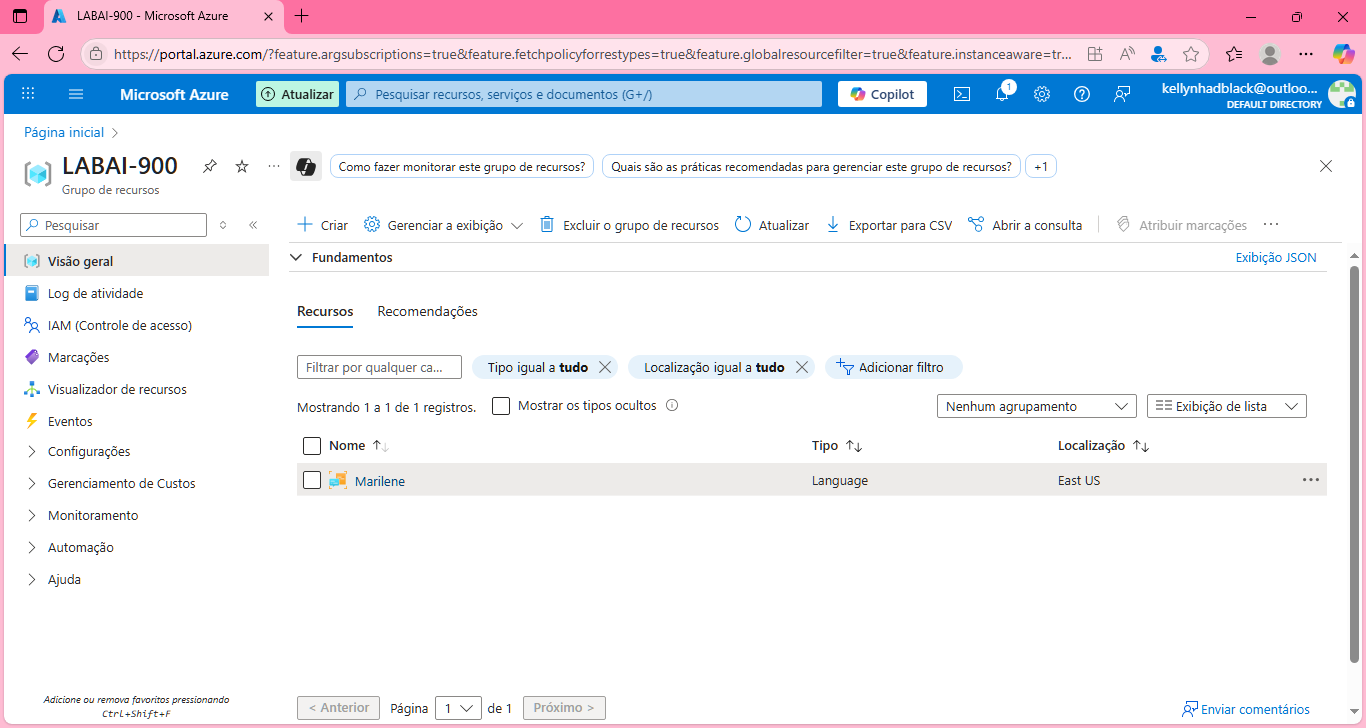 LABAI-900 - Microsoft Azure
https://portal.azure.com/?feature.argsubscriptions=true&feature.fetchpolicyforrestypes=true&feature.globalresourcefilter=true&feature.instanceaware=tr...
Microsoft Azure
Atualizar
Pesquisar recursos, serviços e documentos (G+/)
Copilot
1
kellynhadblack@outloo...
DEFAULT DIRECTORY
Página inicial
LABAI-900
Grupo de recursos
Como fazer monitorar este grupo de recursos?
Quais são as práticas recomendadas para gerenciar este grupo de recursos?
+1
Pesquisar
Criar
Gerenciar a exibição
Excluir o grupo de recursos
Atualizar
Exportar para CSV
Abrir a consulta
Atribuir marcações
Visão geral
Log de atividade
IAM (Controle de acesso)
Marcações
Visualizador de recursos
Eventos
Configurações
Gerenciamento de Custos
Monitoramento
Automação
Ajuda
Adicione ou remova favoritos pressionando
Ctrl+Shift+F
Fundamentos
Exibição JSON
Recursos
Recomendações
Filtrar por qualquer ca...
Tipo igual a tudo
Localização igual a tudo
Adicionar filtro
Mostrando 1 a 1 de 1 registros.
Mostrar os tipos ocultos
Nenhum agrupamento
Exibição de lista
Nome
Tipo
Localização
Marilene
Language
East US
< Anterior
Página
1
de 1
Próximo >
Enviar comentários